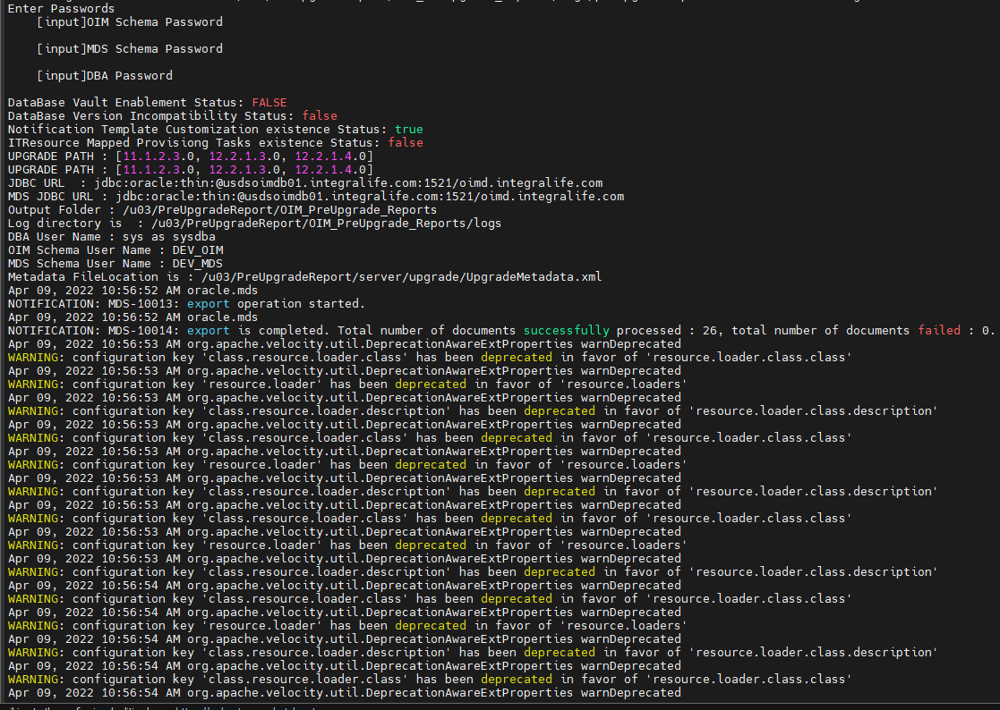 Enter Passwords
[input]OIM Schema Password
[input]MDS Schema Password
[input]DBA Password
DataBase Vault Enablement Status: FALSE
DataBase Version Incompatibility Status: false
Notification Template Customization existence Status: true
ITResource Mapped Provisiong Tasks existence Status: false
UPGRADE PATH : [11.1.2.3.0, 12.2.1.3.0, 12.2.1.4.0]
UPGRADE PATH : [11.1.2.3.0, 12.2.1.3.0, 12.2.1.4.0]
JDBC URL  : jdbc:oracle:thin:@usdsoimdb01.integralife.com:1521/oimd.integralife.com
MDS JDBC URL : jdbc:oracle:thin:@usdsoimdb01.integralife.com:1521/oimd.integralife.com
Output Folder : /u03/PreUpgradeReport/OIM_PreUpgrade_Reports
Log directory is  : /u03/PreUpgradeReport/OIM_PreUpgrade_Reports/logs
DBA User Name : sys as sysdba
OIM Schema User Name : DEV_OIM
MDS Schema User Name : DEV_MDS
Metadata FileLocation is : /u03/PreUpgradeReport/server/upgrade/UpgradeMetadata.xml
Apr 09, 2022 10:56:52 AM oracle.mds
NOTIFICATION: MDS-10013: export operation started.
Apr 09, 2022 10:56:52 AM oracle.mds
NOTIFICATION: MDS-10014: export is completed. Total number of documents successfully processed : 26, total number of documents failed : 0.
Apr 09, 2022 10:56:53 AM org.apache.velocity.util.DeprecationAwareExtProperties warnDeprecated
WARNING: configuration key 'class.resource.loader.class' has been deprecated in favor of 'resource.loader.class.class'
Apr 09, 2022 10:56:53 AM org.apache.velocity.util.DeprecationAwareExtProperties warnDeprecated
WARNING: configuration key 'resource.loader' has been deprecated in favor of 'resource.loaders'
Apr 09, 2022 10:56:53 AM org.apache.velocity.util.DeprecationAwareExtProperties warnDeprecated
WARNING: configuration key 'class.resource.loader.description' has been deprecated in favor of 'resource.loader.class.description'
Apr 09, 2022 10:56:53 AM org.apache.velocity.util.DeprecationAwareExtProperties warnDeprecated
WARNING: configuration key 'class.resource.loader.class' has been deprecated in favor of 'resource.loader.class.class'
Apr 09, 2022 10:56:53 AM org.apache.velocity.util.DeprecationAwareExtProperties warnDeprecated
WARNING: configuration key 'resource.loader' has been deprecated in favor of 'resource.loaders'
Apr 09, 2022 10:56:53 AM org.apache.velocity.util.DeprecationAwareExtProperties warnDeprecated
WARNING: configuration key 'class.resource.loader.description' has been deprecated in favor of 'resource.loader.class.description'
Apr 09, 2022 10:56:53 AM org.apache.velocity.util.DeprecationAwareExtProperties warnDeprecated
WARNING: configuration key 'class.resource.loader.class' has been deprecated in favor of 'resource.loader.class.class'
Apr 09, 2022 10:56:53 AM org.apache.velocity.util.DeprecationAwareExtProperties warnDeprecated
WARNING: configuration key 'resource.loader' has been deprecated in favor of 'resource.loaders'
Apr 09, 2022 10:56:53 AM org.apache.velocity.util.DeprecationAwareExtProperties warnDeprecated
WARNING: configuration key 'class.resource.loader.description' has been deprecated in favor of 'resource.loader.class.description'
Apr 09, 2022 10:56:54 AM org.apache.velocity.util.DeprecationAwareExtProperties warnDeprecated
WARNING: configuration key 'class.resource.loader.class' has been deprecated in favor of 'resource.loader.class.class'
Apr 09, 2022 10:56:54 AM org.apache.velocity.util.DeprecationAwareExtProperties warnDeprecated
WARNING: configuration key 'resource.loader' has been deprecated in favor of 'resource.loaders'
Apr 09, 2022 10:56:54 AM org.apache.velocity.util.DeprecationAwareExtProperties warnDeprecated
WARNING: configuration key 'class.resource.loader.description' has been deprecated in favor of 'resource.loader.class.description'
Apr 09, 2022 10:56:54 AM org.apache.velocity.util.DeprecationAwareExtProperties warnDeprecated
WARNING: configuration key 'class.resource.loader.class' has been deprecated in favor of 'resource.loader.class.class'
Apr 09, 2022 10:56:54 AM org.apache.velocity.util.DeprecationAwareExtProperties warnDeprecated